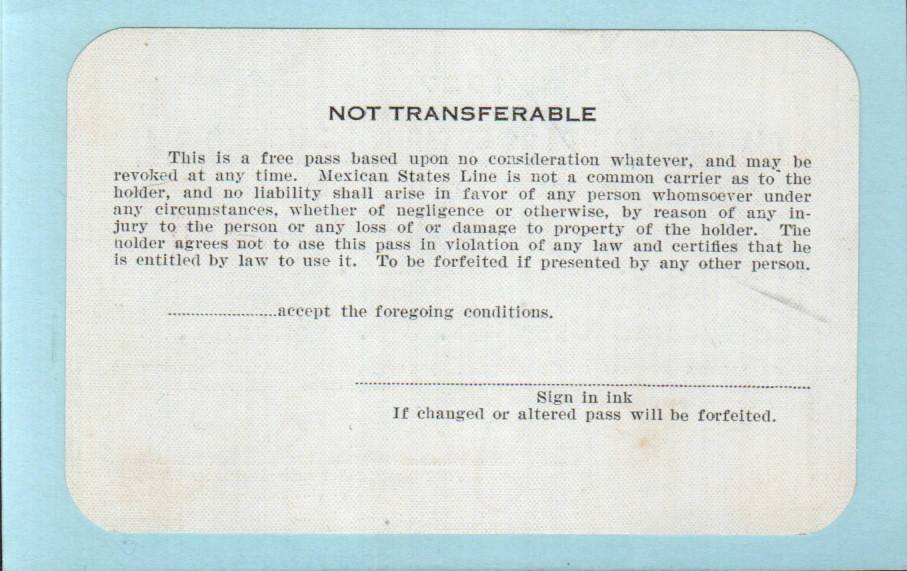 NOT TRANSFERABLE
This is a free pass based upon no consideration whatever, and may be
revoked at any time. Mexican States Line is not a common carrier as to the
holder, and no liability shall arise in favor of any person whomsoever under
any circumstances, whether of negligence or otherwise, by reason of any in-
jury to the person or any loss of or damage to property of the holder. The
holder agrees not to use this pass in violation of any law and certifies that he
is entitled by law to use it. To be forfeited if presented by any other person.
......................accept the foregoing conditions.
Sign in ink
If changed or altered pass will be forfeited.